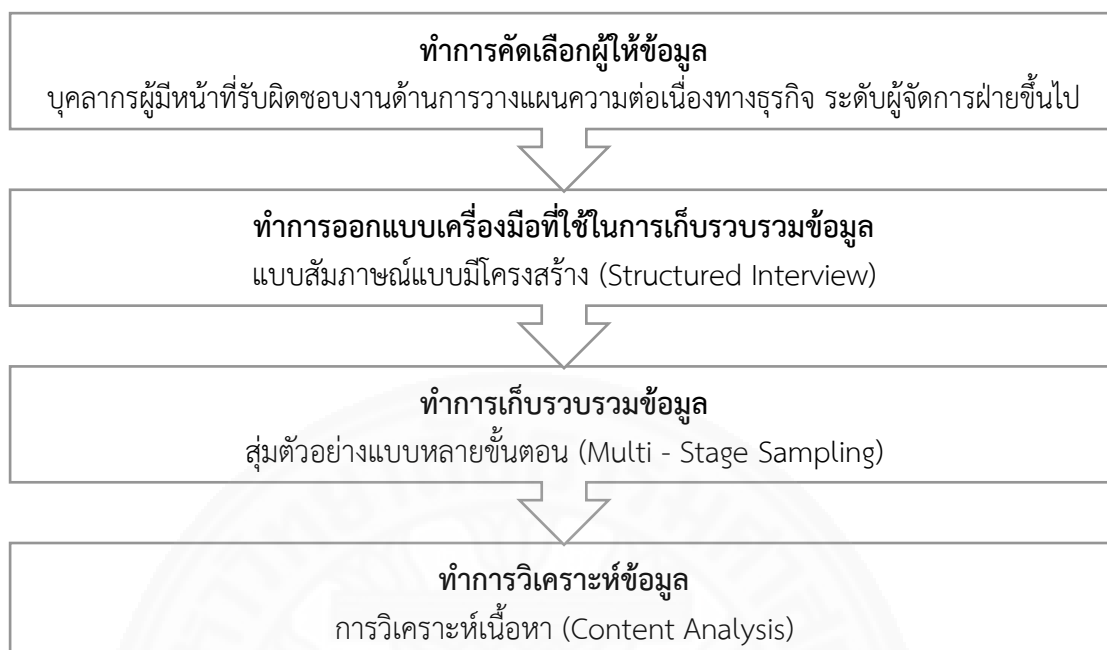 ทำการคัดเลือกผู้ให้ข้อมูล
บุคลากรผู้มีหน้าที่รับผิดชอบงานด้านการวางแผนความต่อเนื่องทางธุรกิจ ระดับผู้จัดการฝ่ายขึ้นไป
ทำการออกแบบเครื่องมือที่ใช้ในการเก็บรวบรวมข้อมูล
แบบสัมภาษณ์แบบมีโครงสร้าง (Structured Interview)
ทำการเก็บรวบรวมข้อมูล
สุ่มตัวอย่างแบบหลายขั้นตอน (Multi - Stage Sampling)
ทำการวิเคราะห์ข้อมูล
การวิเคราะห์เนื้อหา (Content Analysis)